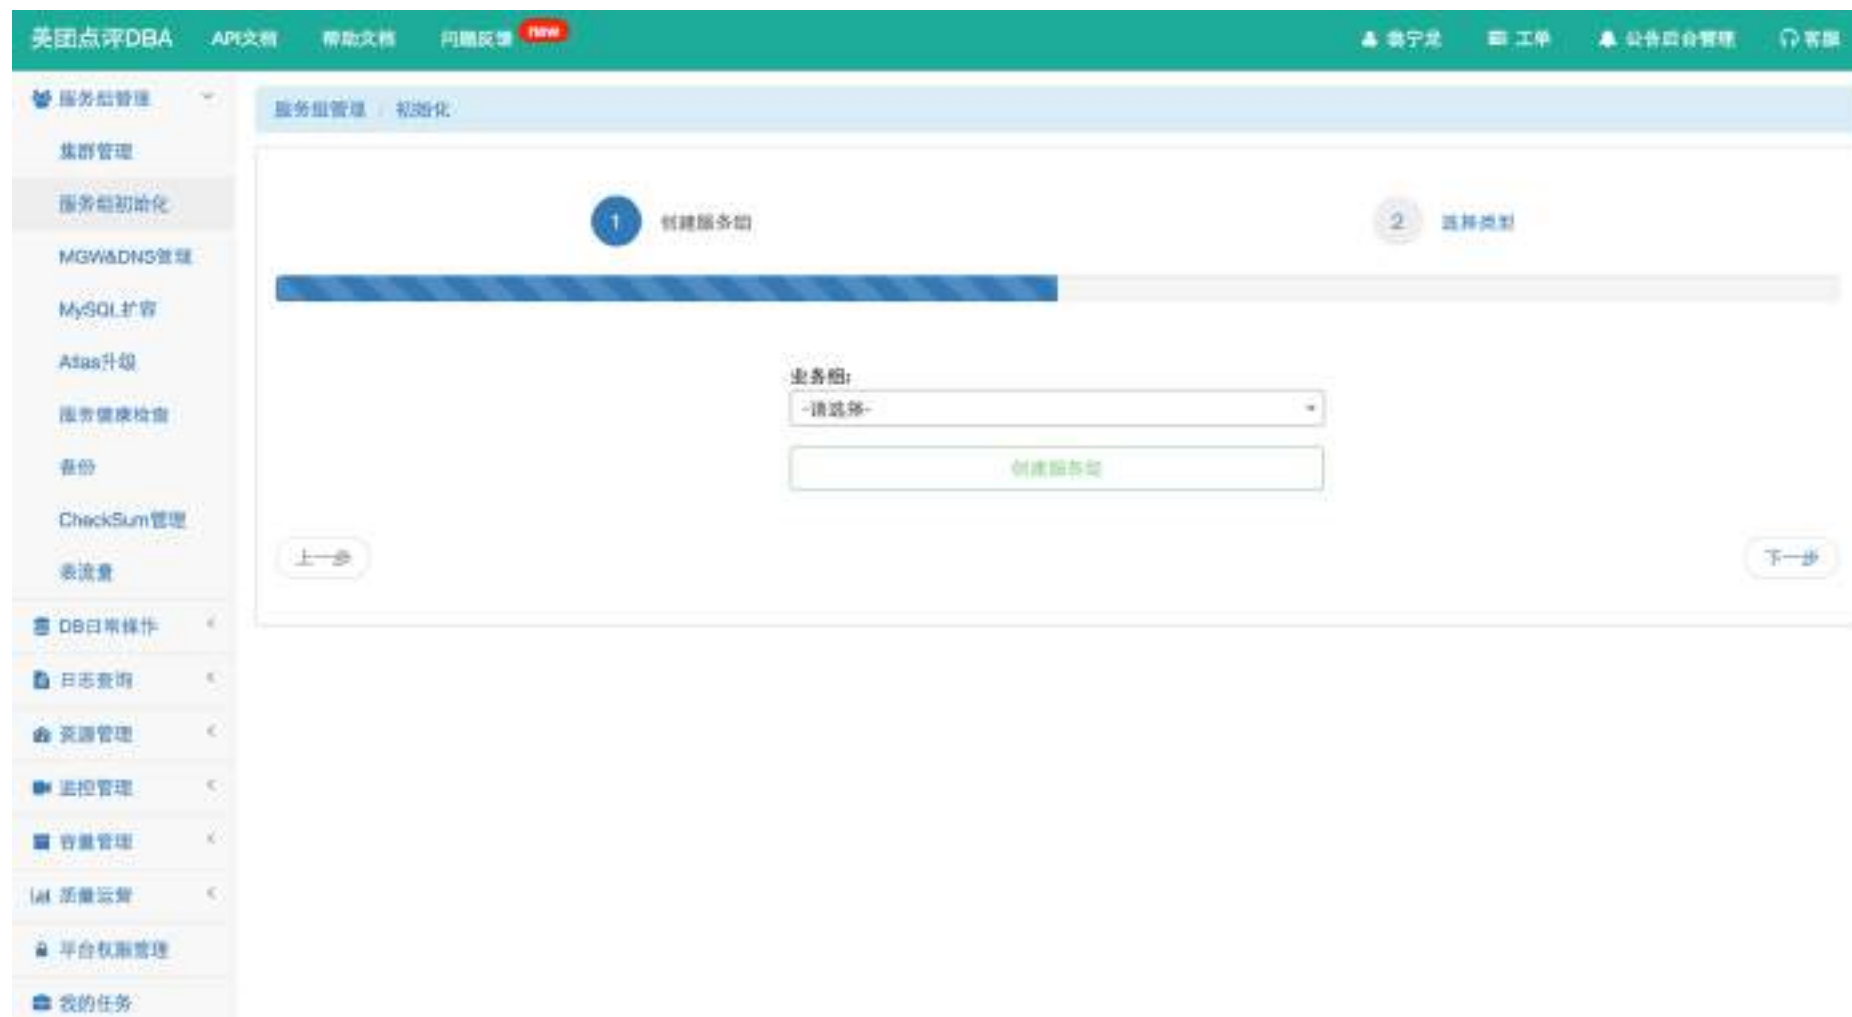 美团点评DBA API文档 帮助文档 问题反馈 new 工单 公告后台管理 客服
服务组管理
服务组管理 / 初始化
集群管理
服务组初始化
1 创建服务组 2 选择类型
MGW&DNS管理
MySQL扩容
Atlas升级
业务组:
-请选择-
服务健康检查
创建服务组
备份
CheckSum管理
上一步 下一步
表流量
DB日常操作
日志查询
资源管理
监控管理
容量管理
质量运营
平台权限管理
我的任务